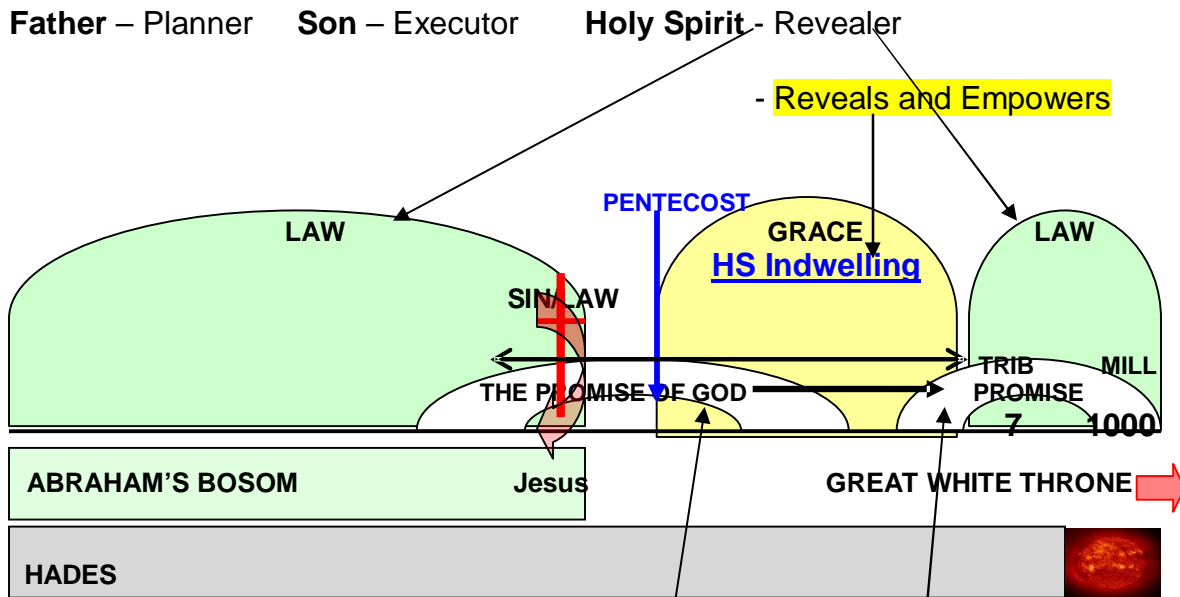 Father – Planner Son – Executor Holy Spirit - Revealer
- Reveals and Empowers
PENTECOST
LAW GRACE LAW
HS Indwelling
SIN/LAW
TRIB MILL
THE PROMISE OF GOD PROMISE
7 1000
ABRAHAM'S BOSOM Jesus GREAT WHITE THRONE
HADES